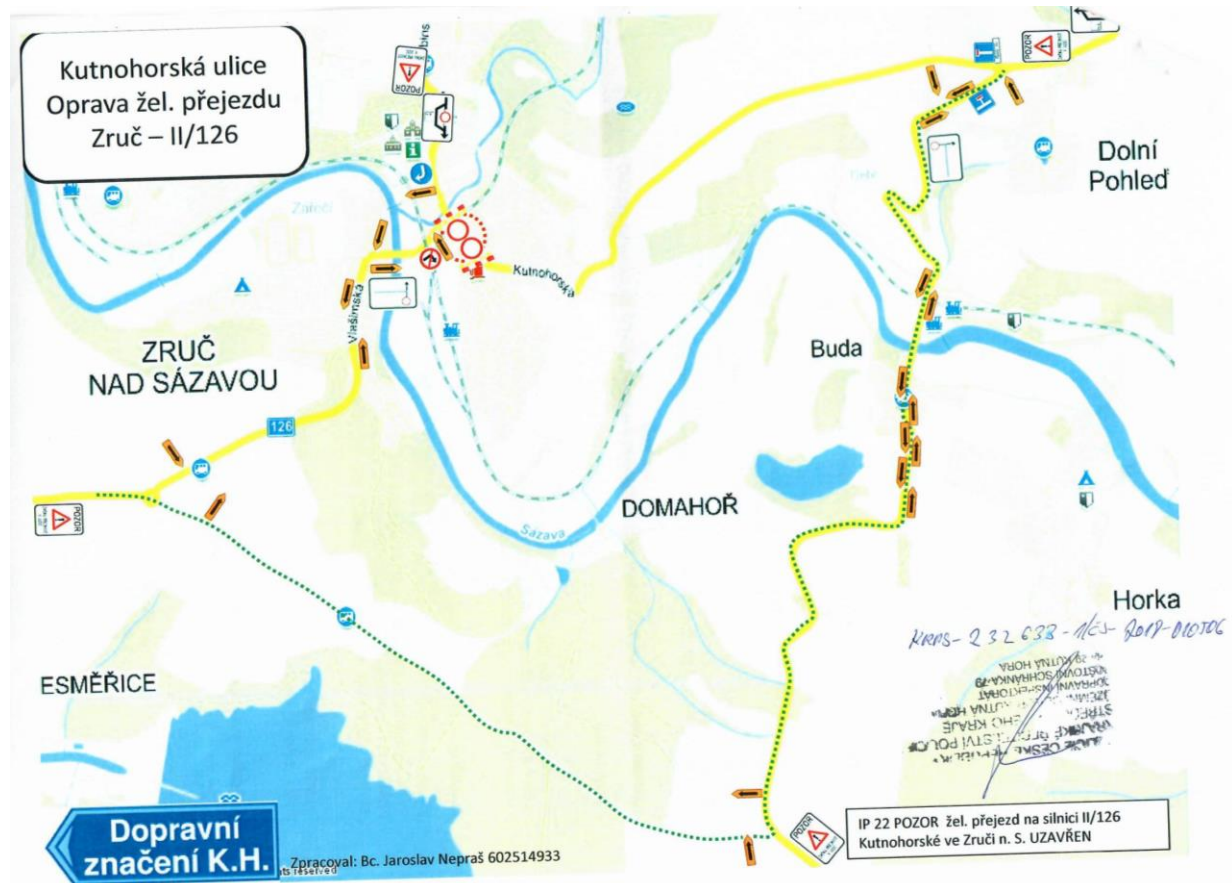 Kutnohorská ulice
Oprava žel. přejezdu
Zruč – II/126
POZOR
POZOR
Dolní
Pohleď
Kutnohorská
Vlašimská
ZRUČ
NAD SÁZAVOU
Buda
126
DOMAHOŘ
Sázava
POZOR
Horka
ESMĚŘICE
POZOR
IP 22 POZOR žel. přejezd na silnici II/126
Kutnohorské ve Zruči n. S. UZAVŘEN
Dopravní
značení K.H.
Zpracoval: Bc. Jaroslav Nepraš 602514933